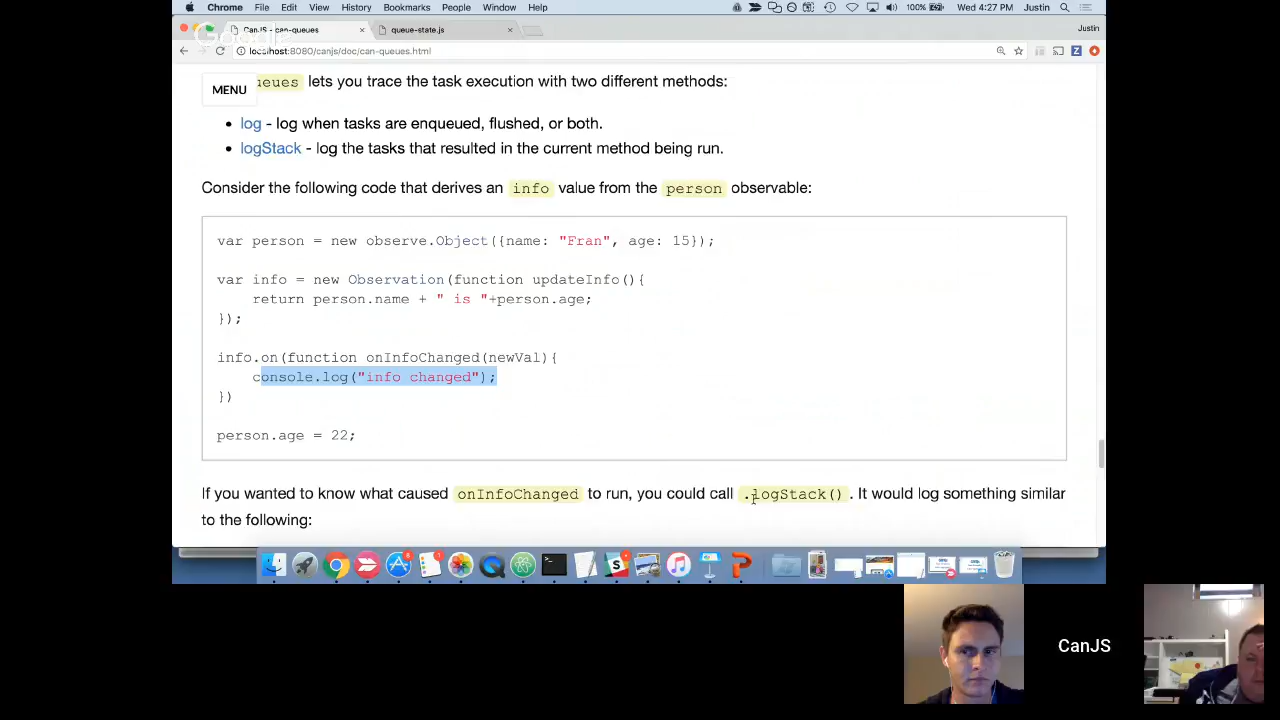 Chrome File Edit View History Bookmarks People Window Help 100% Wed 4:27 PM Justin
CanJS - can-queues queue-state.js Justin
localhost:8080/canjs/doc/can-queues.html
MENU
ueues lets you trace the task execution with two different methods:
• log - log when tasks are enqueued, flushed, or both.
• logStack - log the tasks that resulted in the current method being run.
Consider the following code that derives an info value from the person observable:
var person = new observe.Object({name: "Fran", age: 15});
var info = new Observation(function updateInfo(){
return person.name + " is "+person.age;
});
info.on(function onInfoChanged(newVal){
console.log("info changed");
})
person.age = 22;
If you wanted to know what caused onInfoChanged to run, you could call .logStack(). It would log something similar
to the following:
CanJS